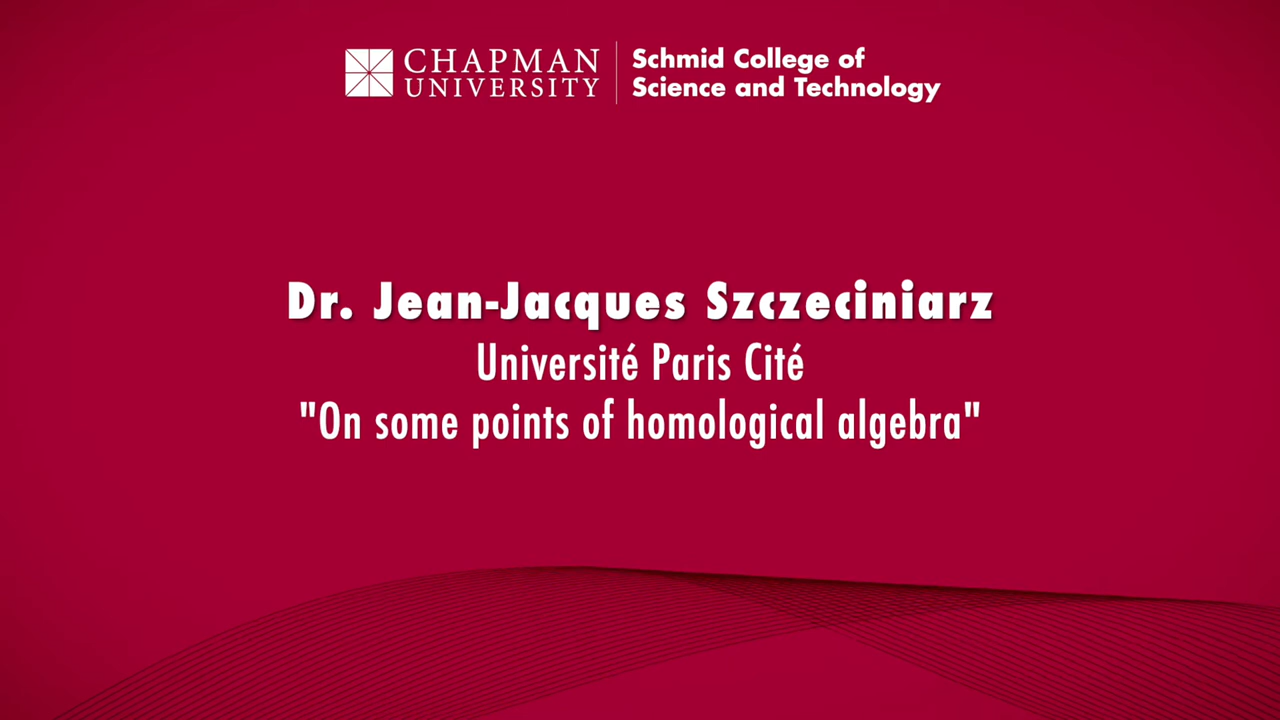 CHAPMAN UNIVERSITY
Schmid College of
Science and Technology
Dr. Jean-Jacques Szczeciniarz
Université Paris Cité
"On some points of homological algebra"